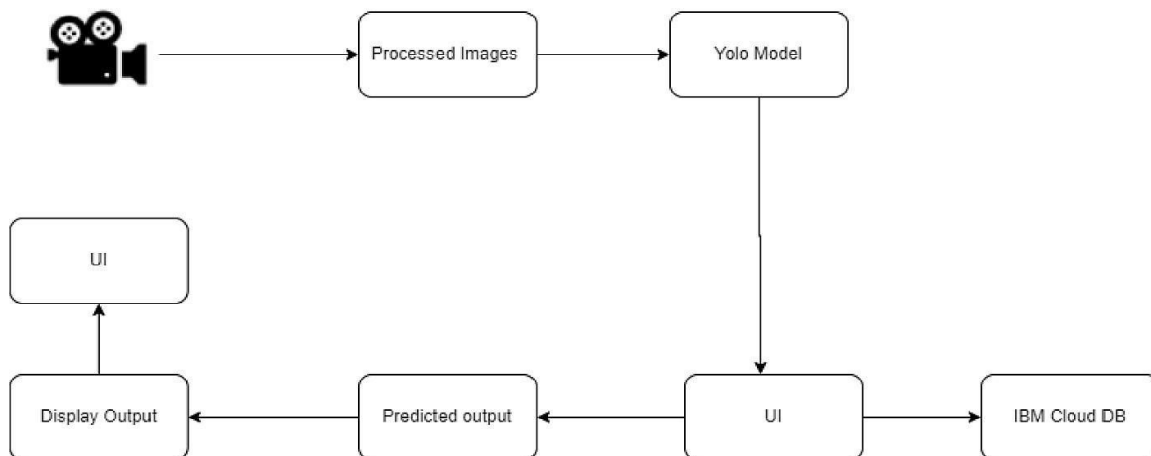 Processed Images
Yolo Model
UI
Display Output
Predicted output
UI
IBM Cloud DB